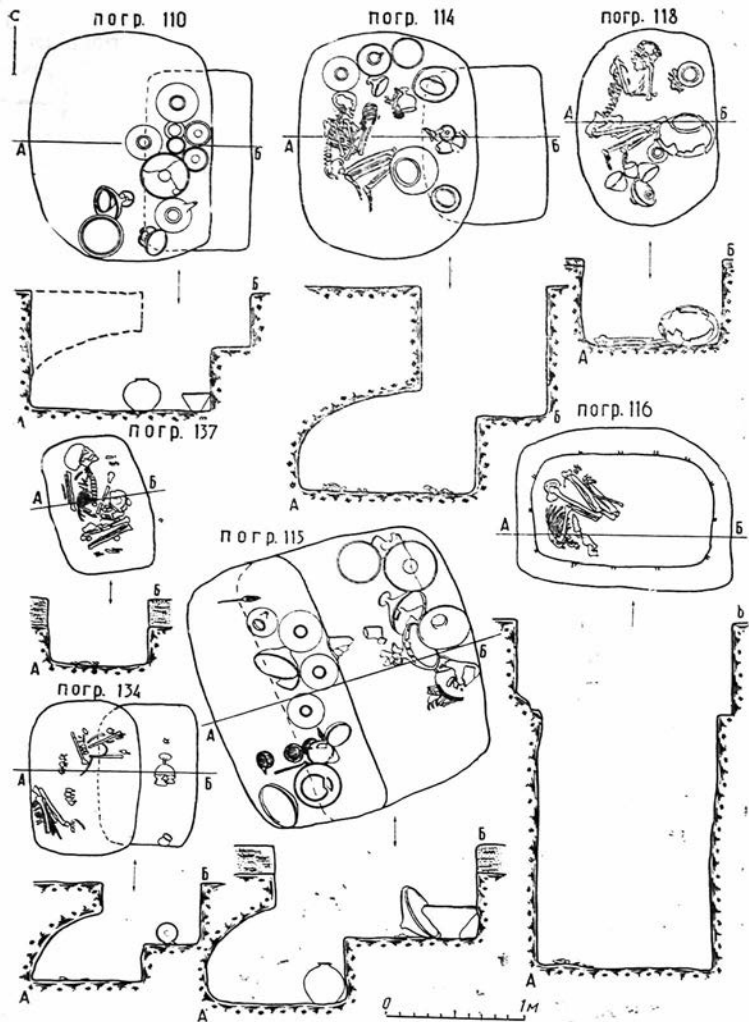 С
погр. 110
погр. 114
погр. 118
А Б
А Б
А Б
Б
Б
Б Б
А
А
А
Б
погр. 137
погр. 116
А Б
А Б
погр. 115
Б
А
Б
А
А
погр. 134
А Б
Б
Б
А
А
А
0 1м